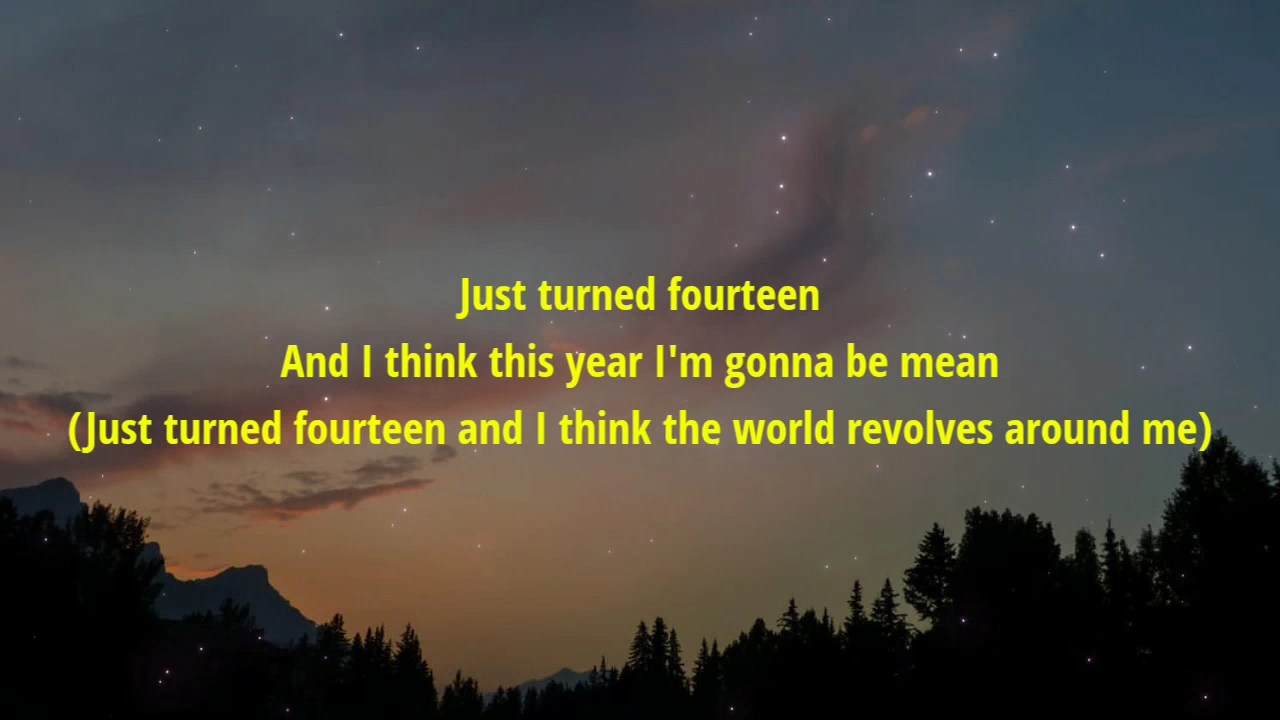 Just turned fourteen
And I think this year I'm gonna be mean
(Just turned fourteen and I think the world revolves around me)